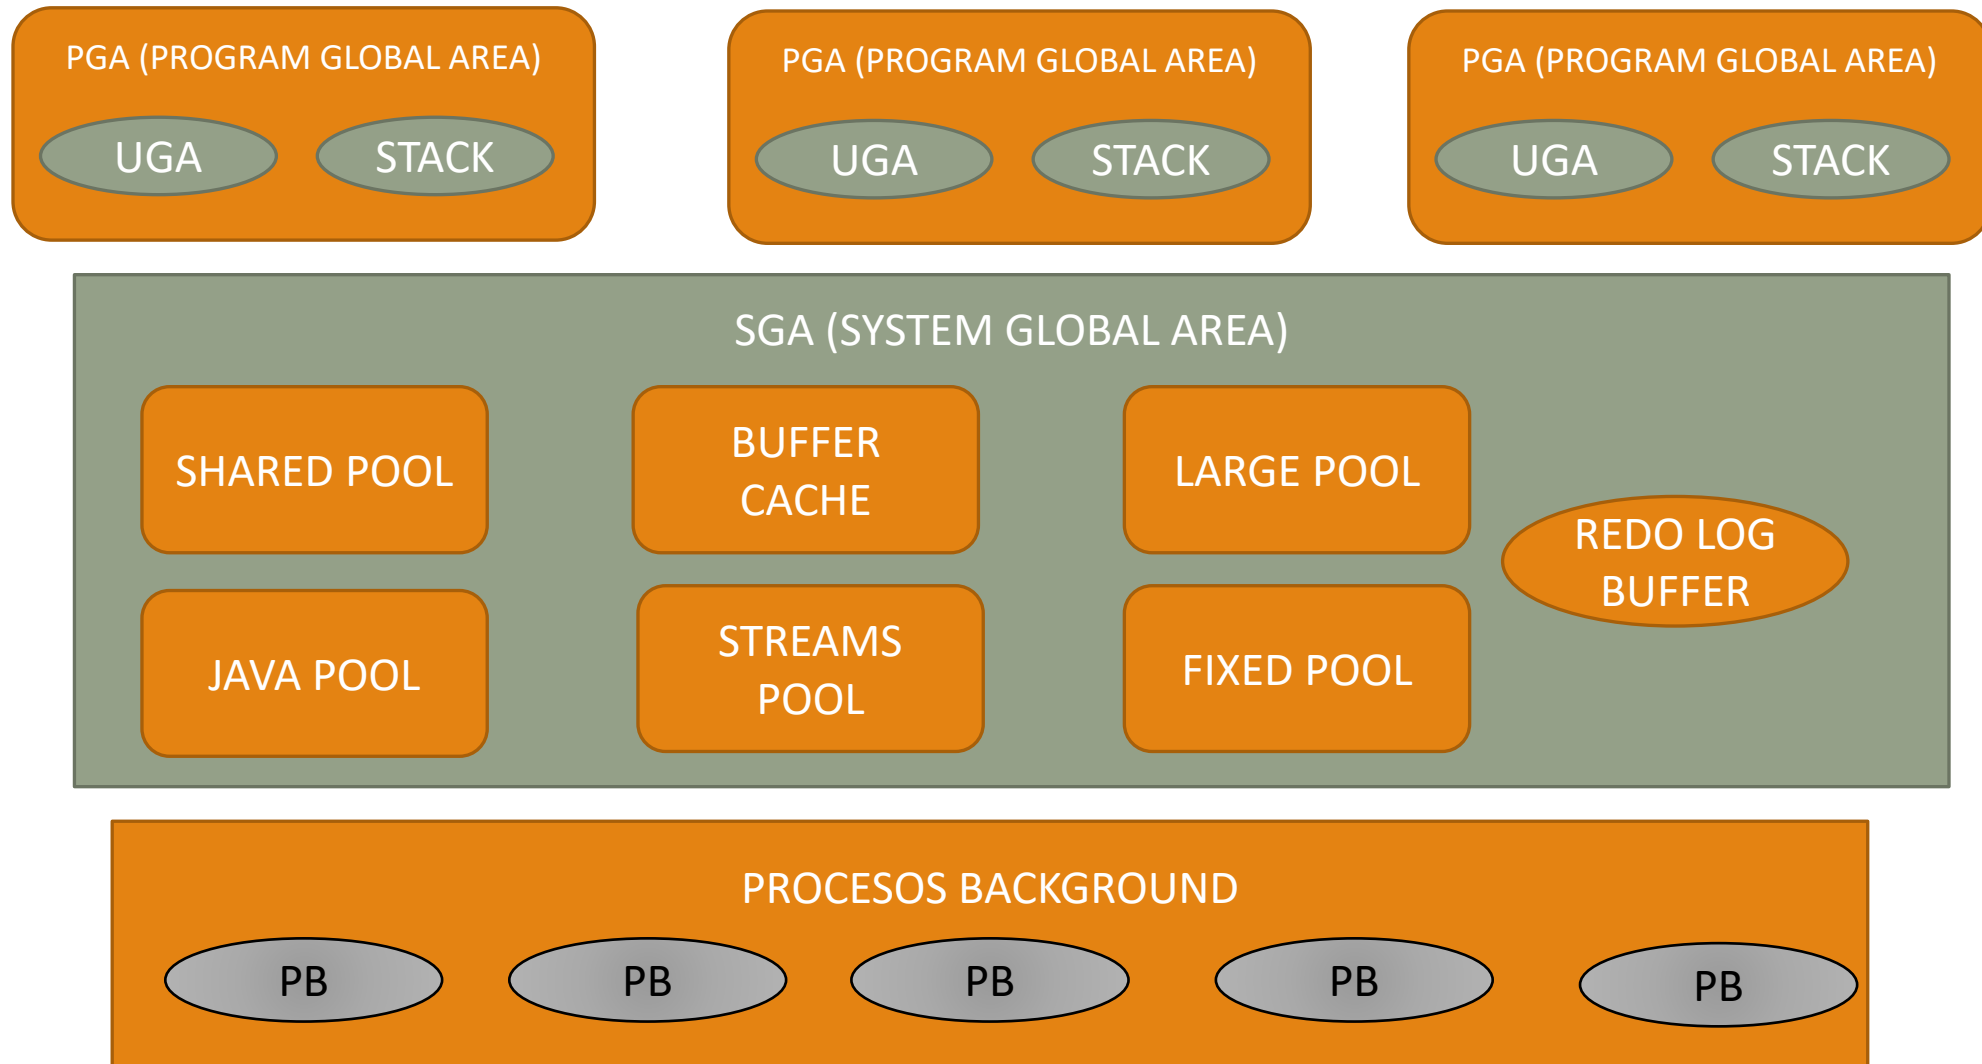 PGA (PROGRAM GLOBAL AREA)
UGA
STACK
PGA (PROGRAM GLOBAL AREA)
UGA
STACK
PGA (PROGRAM GLOBAL AREA)
UGA
STACK
SGA (SYSTEM GLOBAL AREA)
SHARED POOL
BUFFER
CACHE
LARGE POOL
REDO LOG
BUFFER
JAVA POOL
STREAMS
POOL
FIXED POOL
PROCESOS BACKGROUND
PB
PB
PB
PB
PB